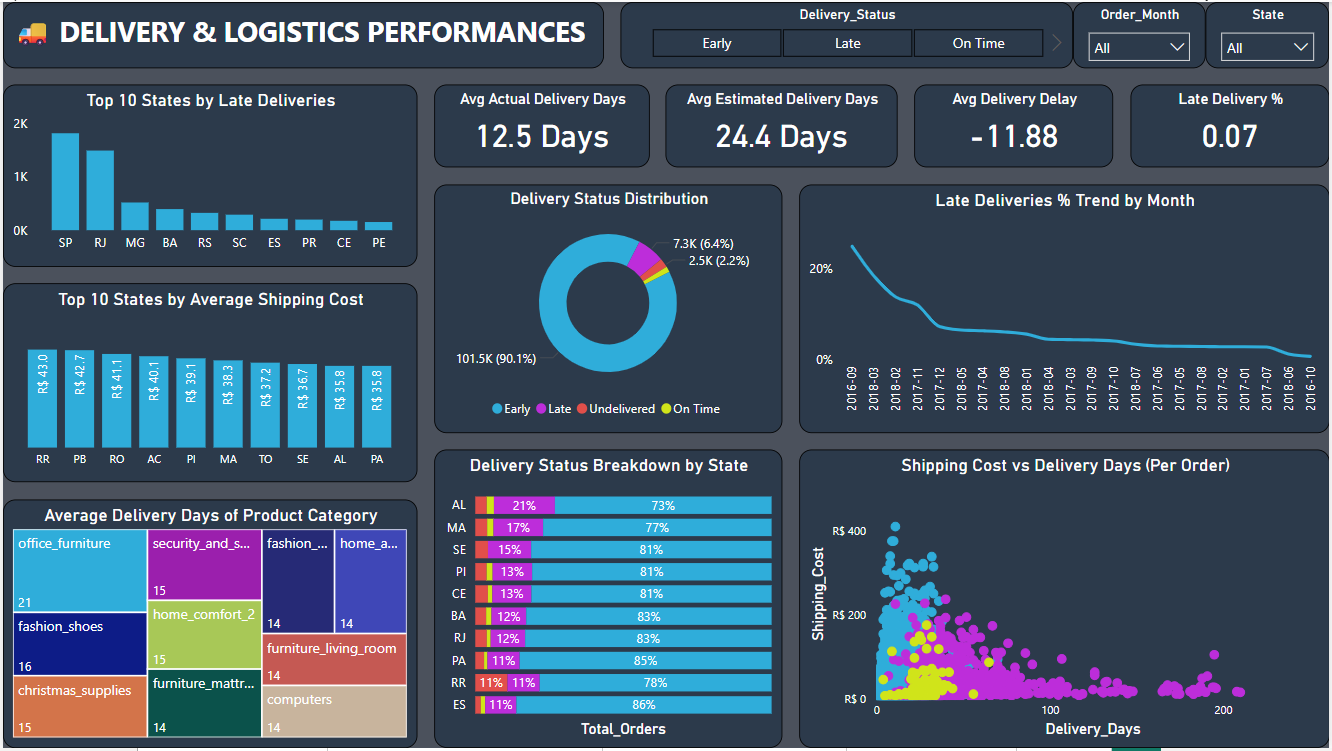 DELIVERY & LOGISTICS PERFORMANCES
Delivery_Status
Early
Late
On Time
Order_Month
All
State
All
Top 10 States by Late Deliveries
2K
1K
0K
SP RJ MG BA RS SC ES PR CE PE
Avg Actual Delivery Days
12.5 Days
Avg Estimated Delivery Days
24.4 Days
Avg Delivery Delay
-11.88
Late Delivery %
0.07
Top 10 States by Average Shipping Cost
R$ 43.0 R$ 42.7 R$ 41.1 R$ 40.1 R$ 39.1 R$ 38.3 R$ 37.2 R$ 36.7 R$ 35.8 R$ 35.8
RR PB RO AC PI MA TO SE AL PA
Delivery Status Distribution
7.3K (6.4%)
2.5K (2.2%)
101.5K (90.1%)
Early Late Undelivered On Time
Late Deliveries % Trend by Month
20%
0%
2016-09 2018-03 2018-02 2017-11 2017-12 2018-05 2017-04 2018-08 2018-01 2018-04 2017-03 2017-09 2017-10 2018-07 2017-05 2017-06 2017-08 2017-02 2017-01 2017-07 2018-06 2016-10
Average Delivery Days of Product Category
office_furniture
21
fashion_shoes
16
christmas_supplies
15
security_and_s...
15
home_comfort_2
15
furniture_mattr...
14
fashion_...
14
home_a...
14
furniture_living_room
14
computers
14
Delivery Status Breakdown by State
AL 21% 73%
MA 17% 77%
SE 15% 81%
PI 13% 81%
CE 13% 81%
BA 12% 83%
RJ 12% 83%
PA 11% 85%
RR 11% 11% 78%
ES 11% 86%
Total_Orders
Shipping Cost vs Delivery Days (Per Order)
Shipping_Cost
R$ 400
R$ 200
R$ 0
0 100 200
Delivery_Days